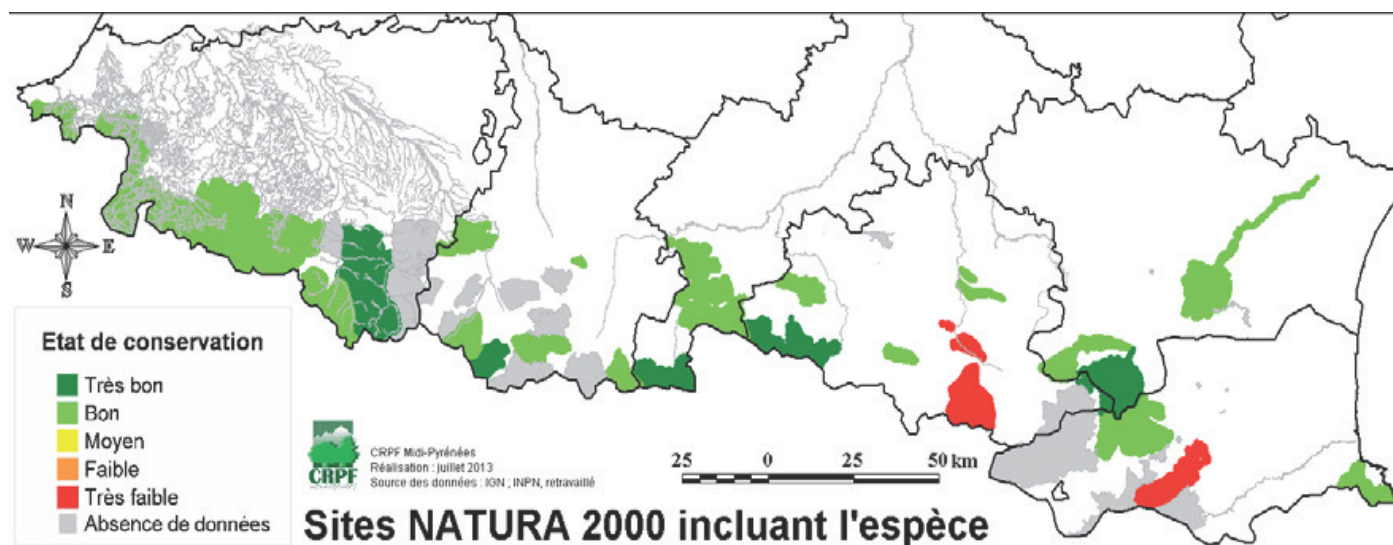 N
W E
S
Etat de conservation
Très bon
Bon
Moyen
Faible
Très faible
Absence de données
CRPF
CRPF Midi-Pyrénées
Réalisation : juillet 2013
Source des données : IGN ; INPN, retravaillé
25 0 25 50 km
Sites NATURA 2000 incluant l'espèce